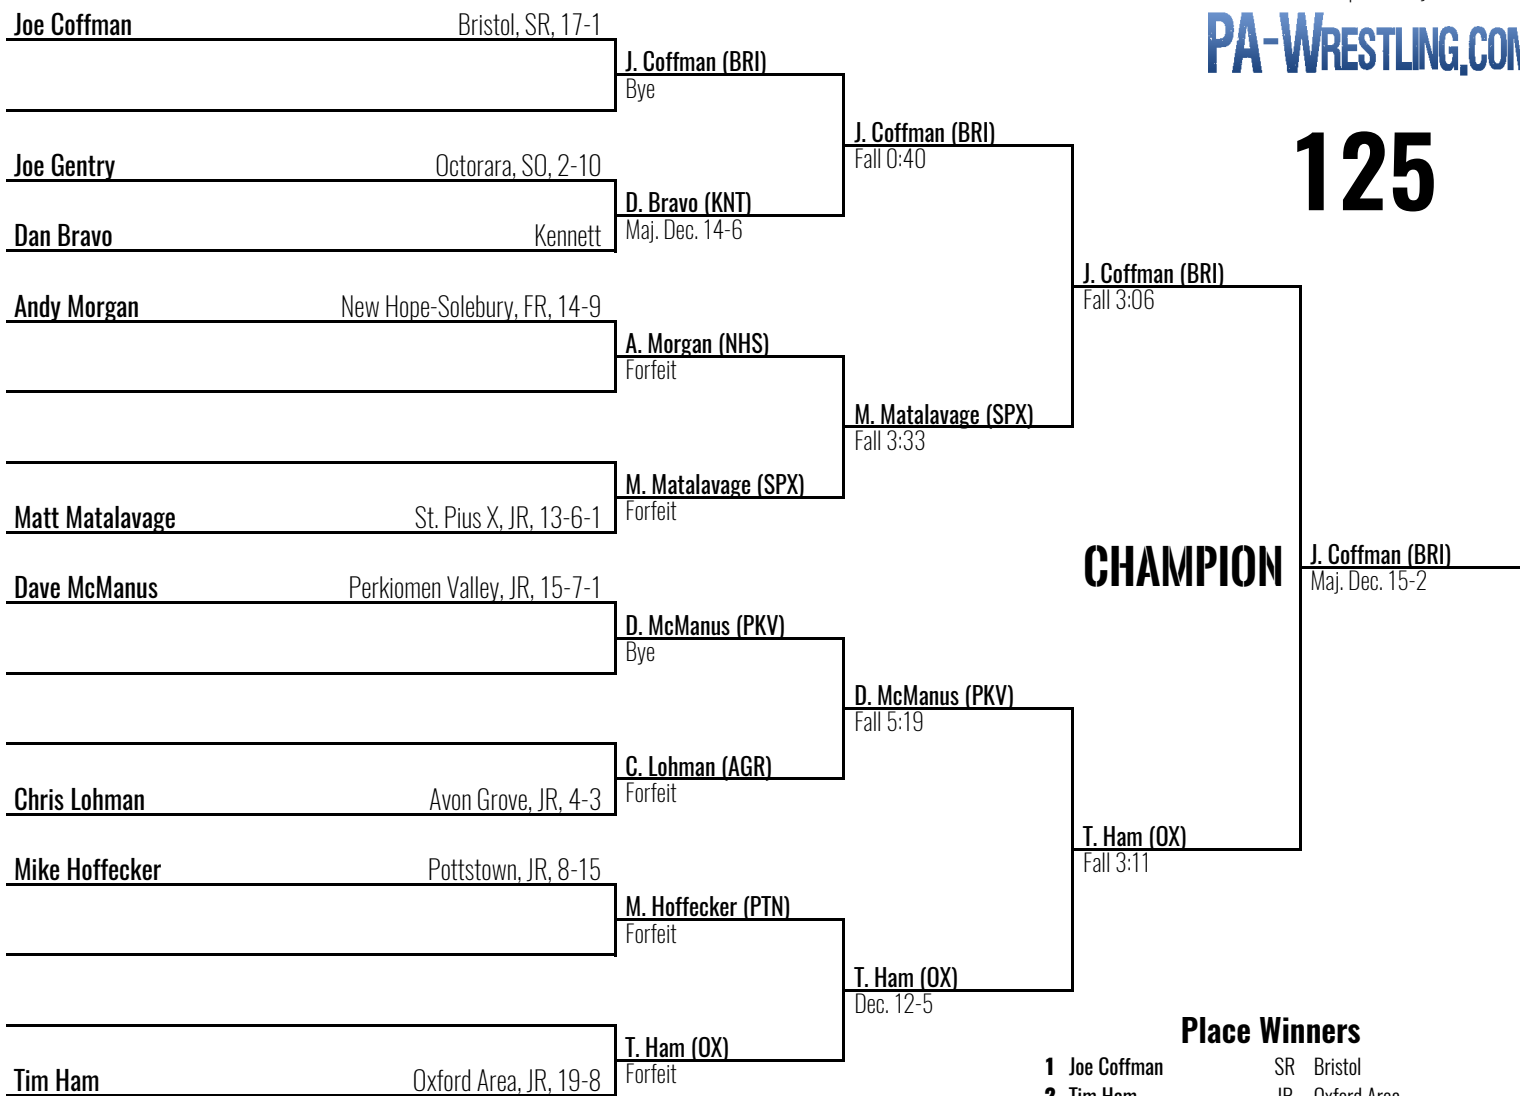 Joe Coffman Bristol, SR, 17-1
J. Coffman (BRI)
Bye
PA-WRESTLING.COM
J. Coffman (BRI)
Fall 0:40
125
Joe Gentry Octorara, SO, 2-10
D. Bravo (KNT)
Maj. Dec. 14-6
Dan Bravo Kennett
J. Coffman (BRI)
Fall 3:06
Andy Morgan New Hope-Solebury, FR, 14-9
A. Morgan (NHS)
Forfeit
M. Matalavage (SPX)
Fall 3:33
M. Matalavage (SPX)
Forfeit
Matt Matalavage St. Pius X, JR, 13-6-1
CHAMPION
J. Coffman (BRI)
Maj. Dec. 15-2
Dave McManus Perkiomen Valley, JR, 15-7-1
D. McManus (PKV)
Bye
D. McManus (PKV)
Fall 5:19
C. Lohman (AGR)
Forfeit
Chris Lohman Avon Grove, JR, 4-3
T. Ham (OX)
Fall 3:11
Mike Hoffecker Pottstown, JR, 8-15
M. Hoffecker (PTN)
Forfeit
T. Ham (OX)
Dec. 12-5
T. Ham (OX)
Forfeit
Tim Ham Oxford Area, JR, 19-8
Place Winners
1 Joe Coffman SR Bristol
2 Tim Ham JR Oxford Area